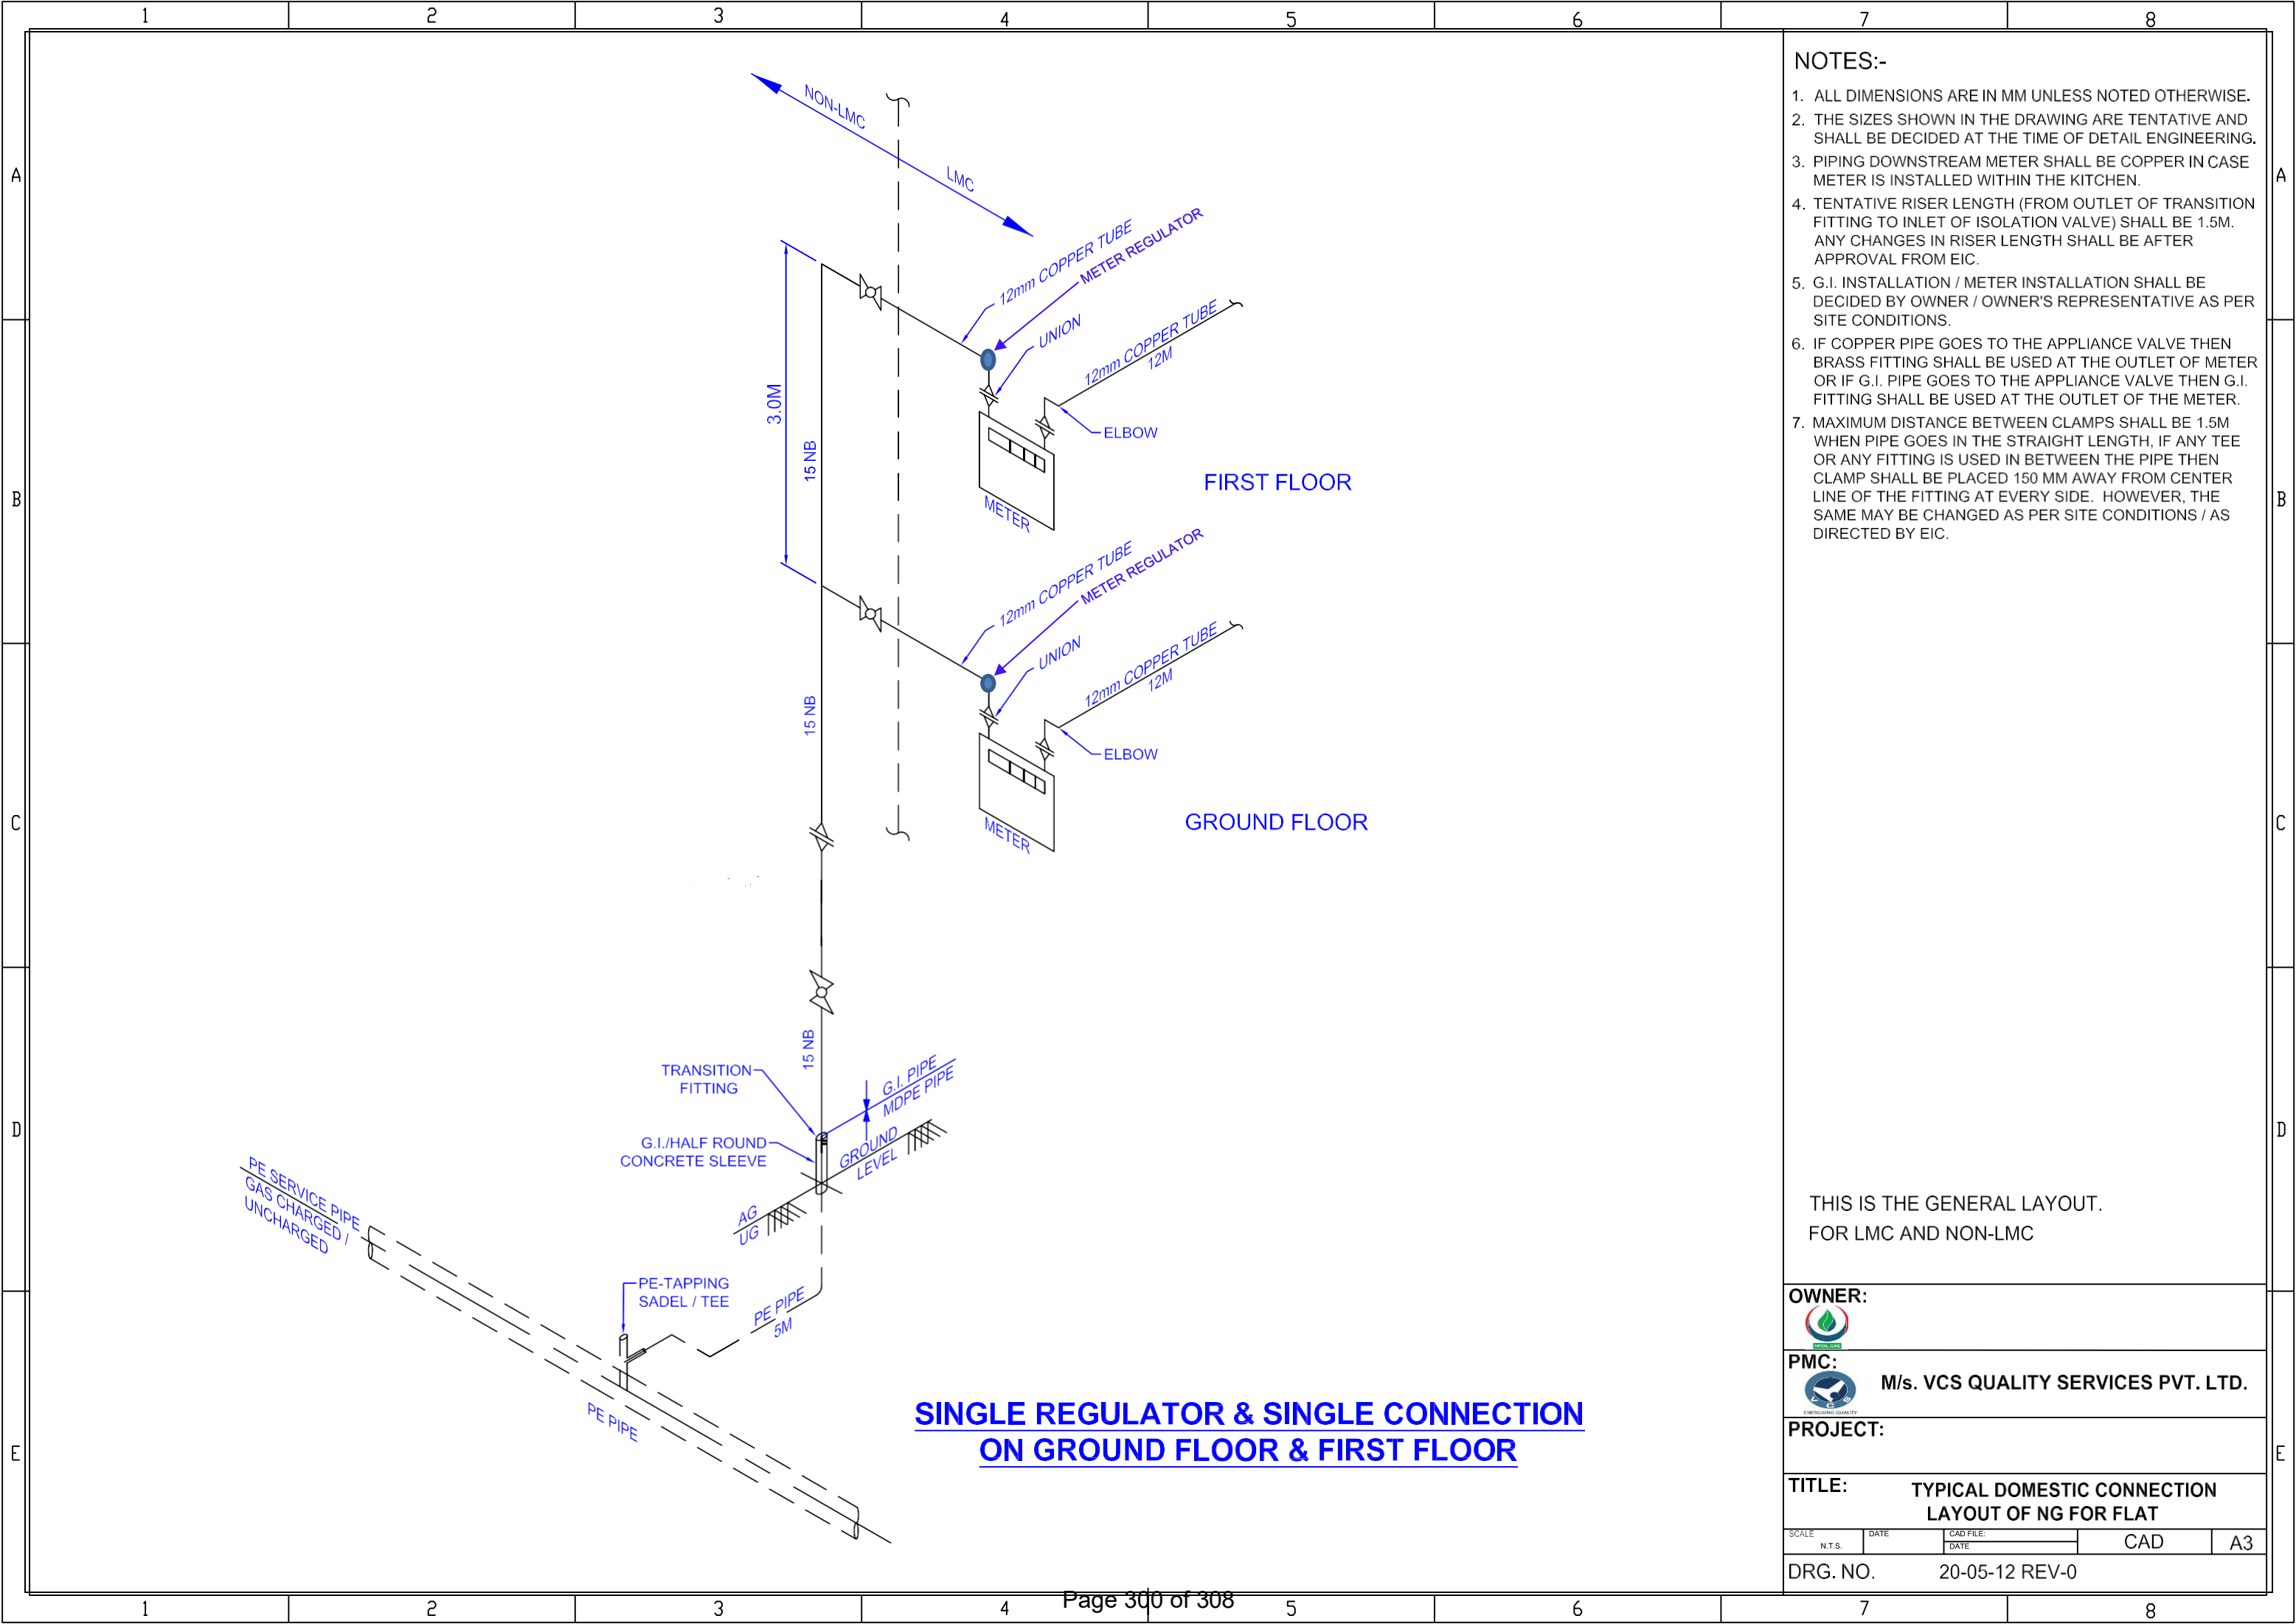 1 2 3 4 5 6 7 8
A
B
C
D
E
A
B
C
D
E
NON-LMC
LMC
12mm COPPER TUBE
METER REGULATOR
UNION
12mm COPPER TUBE
12M
ELBOW
3.0M
15 NB
METER
FIRST FLOOR
12mm COPPER TUBE
METER REGULATOR
UNION
12mm COPPER TUBE
12M
ELBOW
15 NB
METER
GROUND FLOOR
15 NB
TRANSITION
FITTING
G.I. PIPE
MDPE PIPE
G.I./HALF ROUND
CONCRETE SLEEVE
GROUND
LEVEL
AG
UG
PE SERVICE PIPE
GAS CHARGED /
UNCHARGED
PE-TAPPING
SADEL / TEE
PE PIPE
5M
PE PIPE
SINGLE REGULATOR & SINGLE CONNECTION
ON GROUND FLOOR & FIRST FLOOR
NOTES:-
1. ALL DIMENSIONS ARE IN MM UNLESS NOTED OTHERWISE.
2. THE SIZES SHOWN IN THE DRAWING ARE TENTATIVE AND
SHALL BE DECIDED AT THE TIME OF DETAIL ENGINEERING.
3. PIPING DOWNSTREAM METER SHALL BE COPPER IN CASE
METER IS INSTALLED WITHIN THE KITCHEN.
4. TENTATIVE RISER LENGTH (FROM OUTLET OF TRANSITION
FITTING TO INLET OF ISOLATION VALVE) SHALL BE 1.5M.
ANY CHANGES IN RISER LENGTH SHALL BE AFTER
APPROVAL FROM EIC.
5. G.I. INSTALLATION / METER INSTALLATION SHALL BE
DECIDED BY OWNER / OWNER'S REPRESENTATIVE AS PER
SITE CONDITIONS.
6. IF COPPER PIPE GOES TO THE APPLIANCE VALVE THEN
BRASS FITTING SHALL BE USED AT THE OUTLET OF METER
OR IF G.I. PIPE GOES TO THE APPLIANCE VALVE THEN G.I.
FITTING SHALL BE USED AT THE OUTLET OF THE METER.
7. MAXIMUM DISTANCE BETWEEN CLAMPS SHALL BE 1.5M
WHEN PIPE GOES IN THE STRAIGHT LENGTH, IF ANY TEE
OR ANY FITTING IS USED IN BETWEEN THE PIPE THEN
CLAMP SHALL BE PLACED 150 MM AWAY FROM CENTER
LINE OF THE FITTING AT EVERY SIDE. HOWEVER, THE
SAME MAY BE CHANGED AS PER SITE CONDITIONS / AS
DIRECTED BY EIC.
THIS IS THE GENERAL LAYOUT.
FOR LMC AND NON-LMC
OWNER:
PMC:
M/s. VCS QUALITY SERVICES PVT. LTD.
ENERGISING QUALITY
PROJECT:
TITLE:
TYPICAL DOMESTIC CONNECTION
LAYOUT OF NG FOR FLAT
SCALE
N.T.S.
DATE
CAD FILE:
DATE
CAD
A3
DRG. NO. 20-05-12 REV-0
Page 300 of 308
1 2 3 4 5 6 7 8